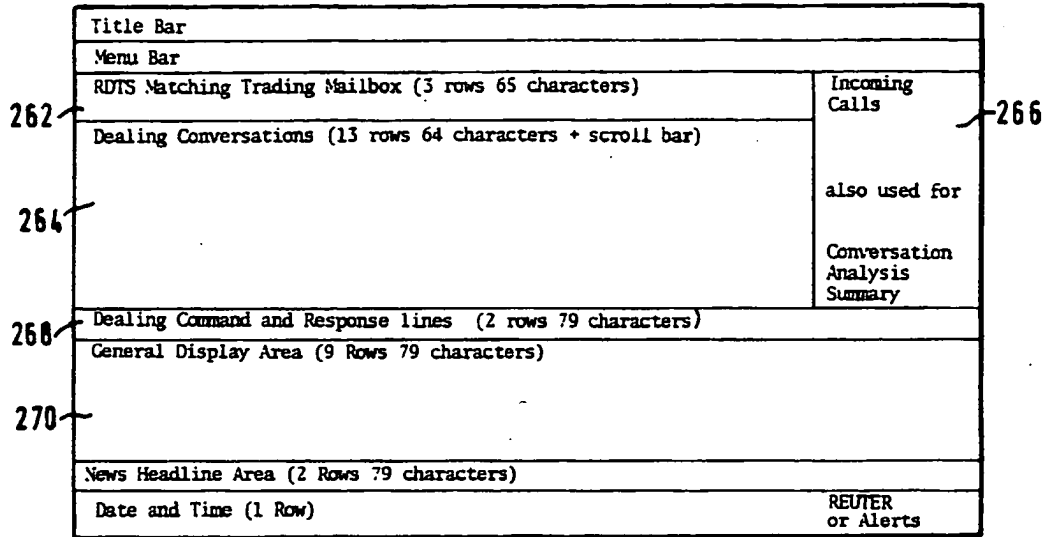 Title Bar
Menu Bar
RDTS Matching Trading Mailbox (3 rows 65 characters)
Incoming
Calls
262
266
Dealing Conversations (13 rows 64 characters + scroll bar)
also used for
264
Conversation
Analysis
Summary
268
Dealing Command and Response lines (2 rows 79 characters)
General Display Area (9 Rows 79 characters)
270
News Headline Area (2 Rows 79 characters)
Date and Time (1 Row)
REUTER
or Alerts